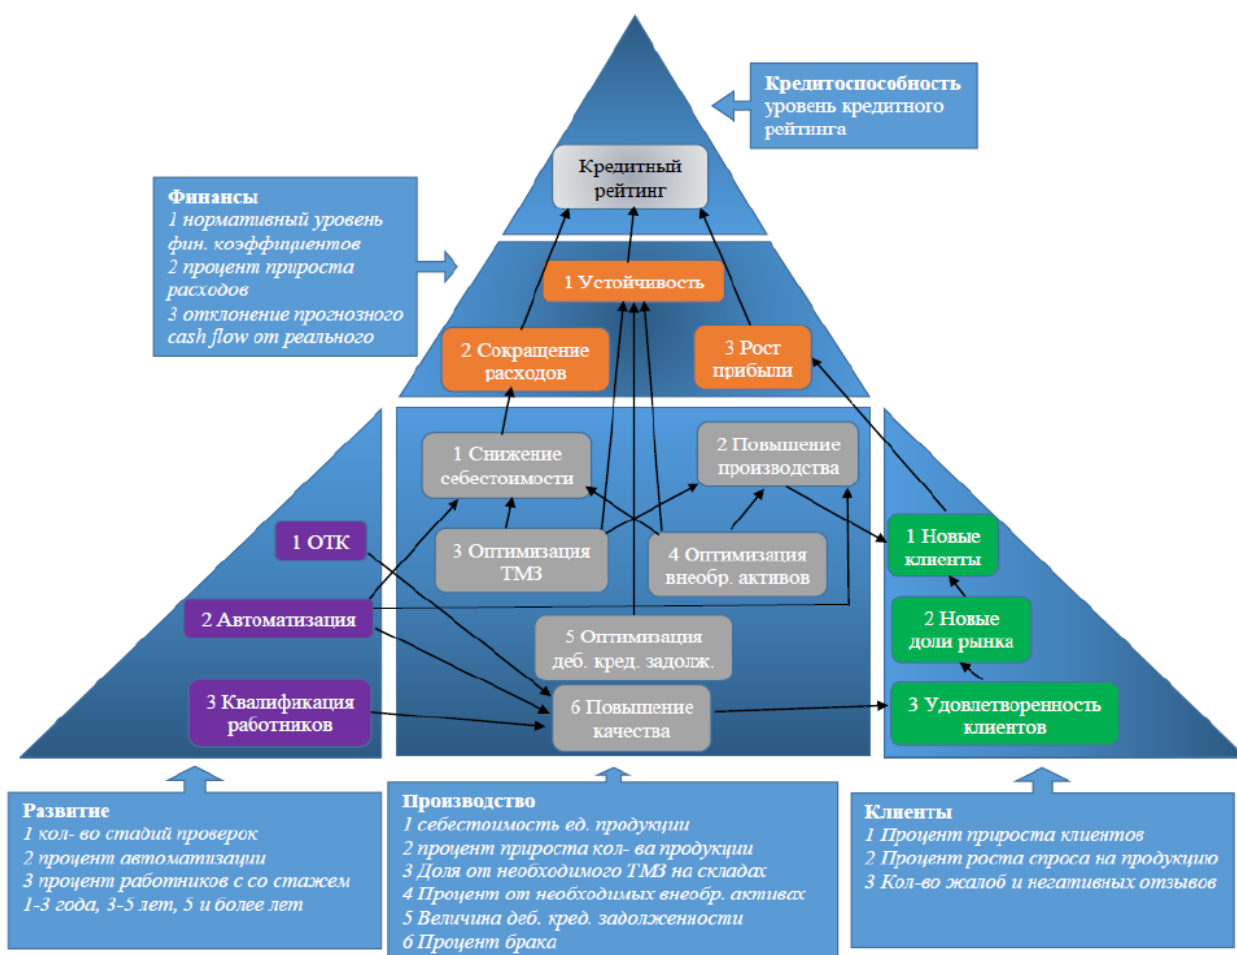 Кредитоспособность
уровень кредитного
рейтинга
Кредитный
рейтинг
Финансы
1 нормативный уровень
фин. коэффициентов
2 процент прироста
расходов
3 отклонение прогнозного
cash flow от реального
1 Устойчивость
2 Сокращение
расходов
3 Рост
прибыли
1 Снижение
себестоимости
2 Повышение
производства
3 Оптимизация
ТМЗ
4 Оптимизация
внеобр. активов
5 Оптимизация
деб. кред. задолж.
6 Повышение
качества
1 ОТК
2 Автоматизация
3 Квалификация
работников
1 Новые
клиенты
2 Новые
доли рынка
3 Удовлетворенность
клиентов
Развитие
1 кол- во стадий проверок
2 процент автоматизации
3 процент работников с со стажем
1-3 года, 3-5 лет, 5 и более лет
Производство
1 себестоимость ед. продукции
2 процент прироста кол- ва продукции
3 Доля от необходимого ТМЗ на складах
4 Процент от необходимых внеобр. активах
5 Величина деб. кред. задолженности
6 Процент брака
Клиенты
1 Процент прироста клиентов
2 Процент роста спроса на продукцию
3 Кол-во жалоб и негативных отзывов